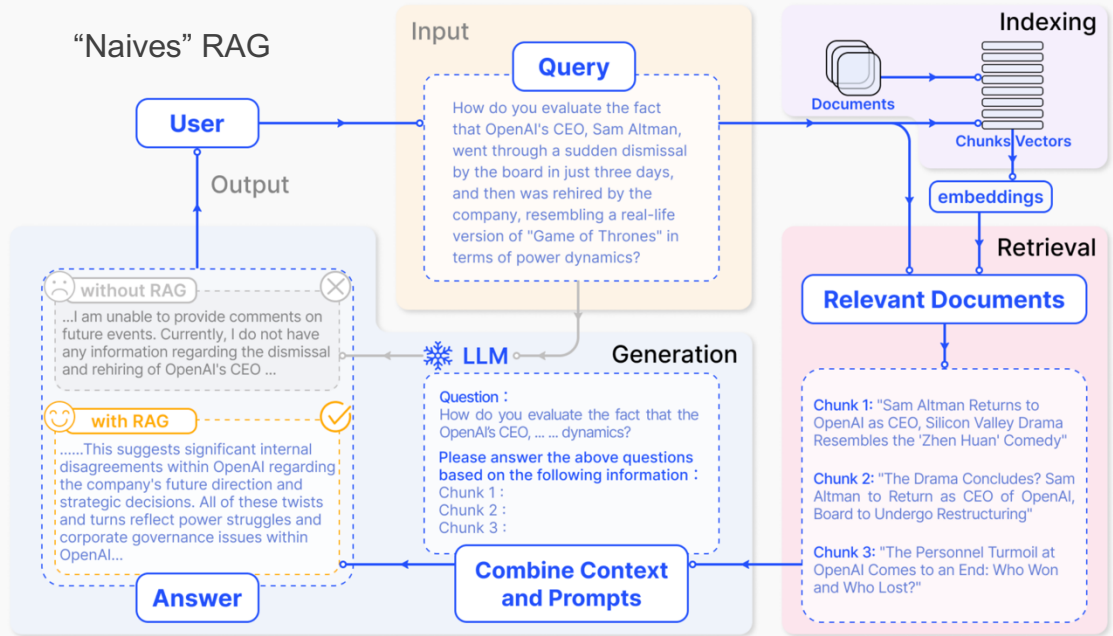 “Naives” RAG
Input
Query
How do you evaluate the fact
that OpenAI's CEO, Sam Altman,
went through a sudden dismissal
by the board in just three days,
and then was rehired by the
company, resembling a real-life
version of "Game of Thrones" in
terms of power dynamics?
Indexing
Documents
Chunks Vectors
embeddings
User
Output
Retrieval
Relevant Documents
Chunk 1: "Sam Altman Returns to
OpenAI as CEO, Silicon Valley Drama
Resembles the 'Zhen Huan' Comedy"
Chunk 2: "The Drama Concludes? Sam
Altman to Return as CEO of OpenAI,
Board to Undergo Restructuring"
Chunk 3: "The Personnel Turmoil at
OpenAI Comes to an End: Who Won
and Who Lost?"
LLM
Generation
Question :
How do you evaluate the fact that the
OpenAI's CEO, ... ... dynamics?
Please answer the above questions
based on the following information :
Chunk 1 :
Chunk 2 :
Chunk 3 :
Combine Context
and Prompts
without RAG
...I am unable to provide comments on
future events. Currently, I do not have
any information regarding the dismissal
and rehiring of OpenAI's CEO ...
with RAG
......This suggests significant internal
disagreements within OpenAI regarding
the company's future direction and
strategic decisions. All of these twists
and turns reflect power struggles and
corporate governance issues within
OpenAI...
Answer